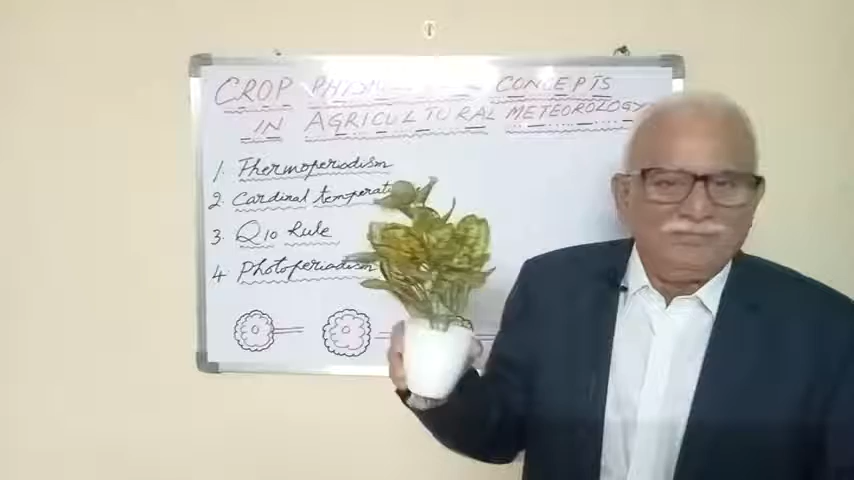 CROP CONCEPTS
IN AGRICULTURAL METEOROLOGY
1. Thermoperiodism
2. Cardinal
3. Q10 Rule
4. Photoperiodism